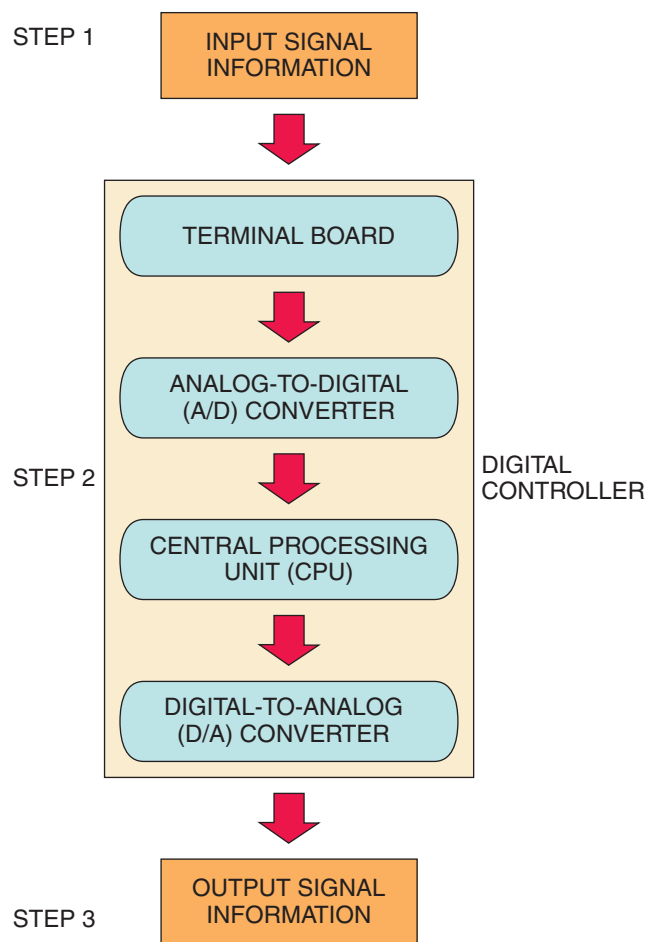 STEP 1
INPUT SIGNAL
INFORMATION
TERMINAL BOARD
ANALOG-TO-DIGITAL
(A/D) CONVERTER
STEP 2
DIGITAL
CONTROLLER
CENTRAL PROCESSING
UNIT (CPU)
DIGITAL-TO-ANALOG
(D/A) CONVERTER
OUTPUT SIGNAL
INFORMATION
STEP 3